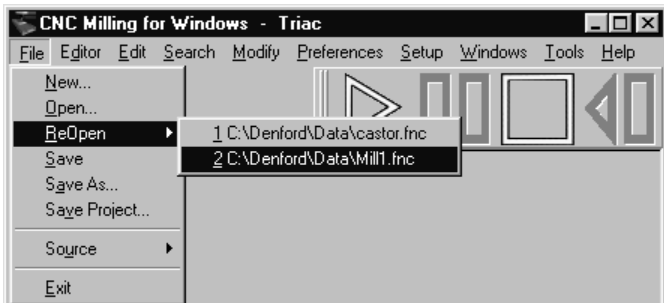 CNC Milling for Windows - Triac
File Editor Edit Search Modify Preferences Setup Windows Tools Help
New...
Open...
ReOpen
1 C:\Denford\Data\castor.fnc
2 C:\Denford\Data\Mill1.fnc
Save
Save As...
Save Project...
Source
Exit